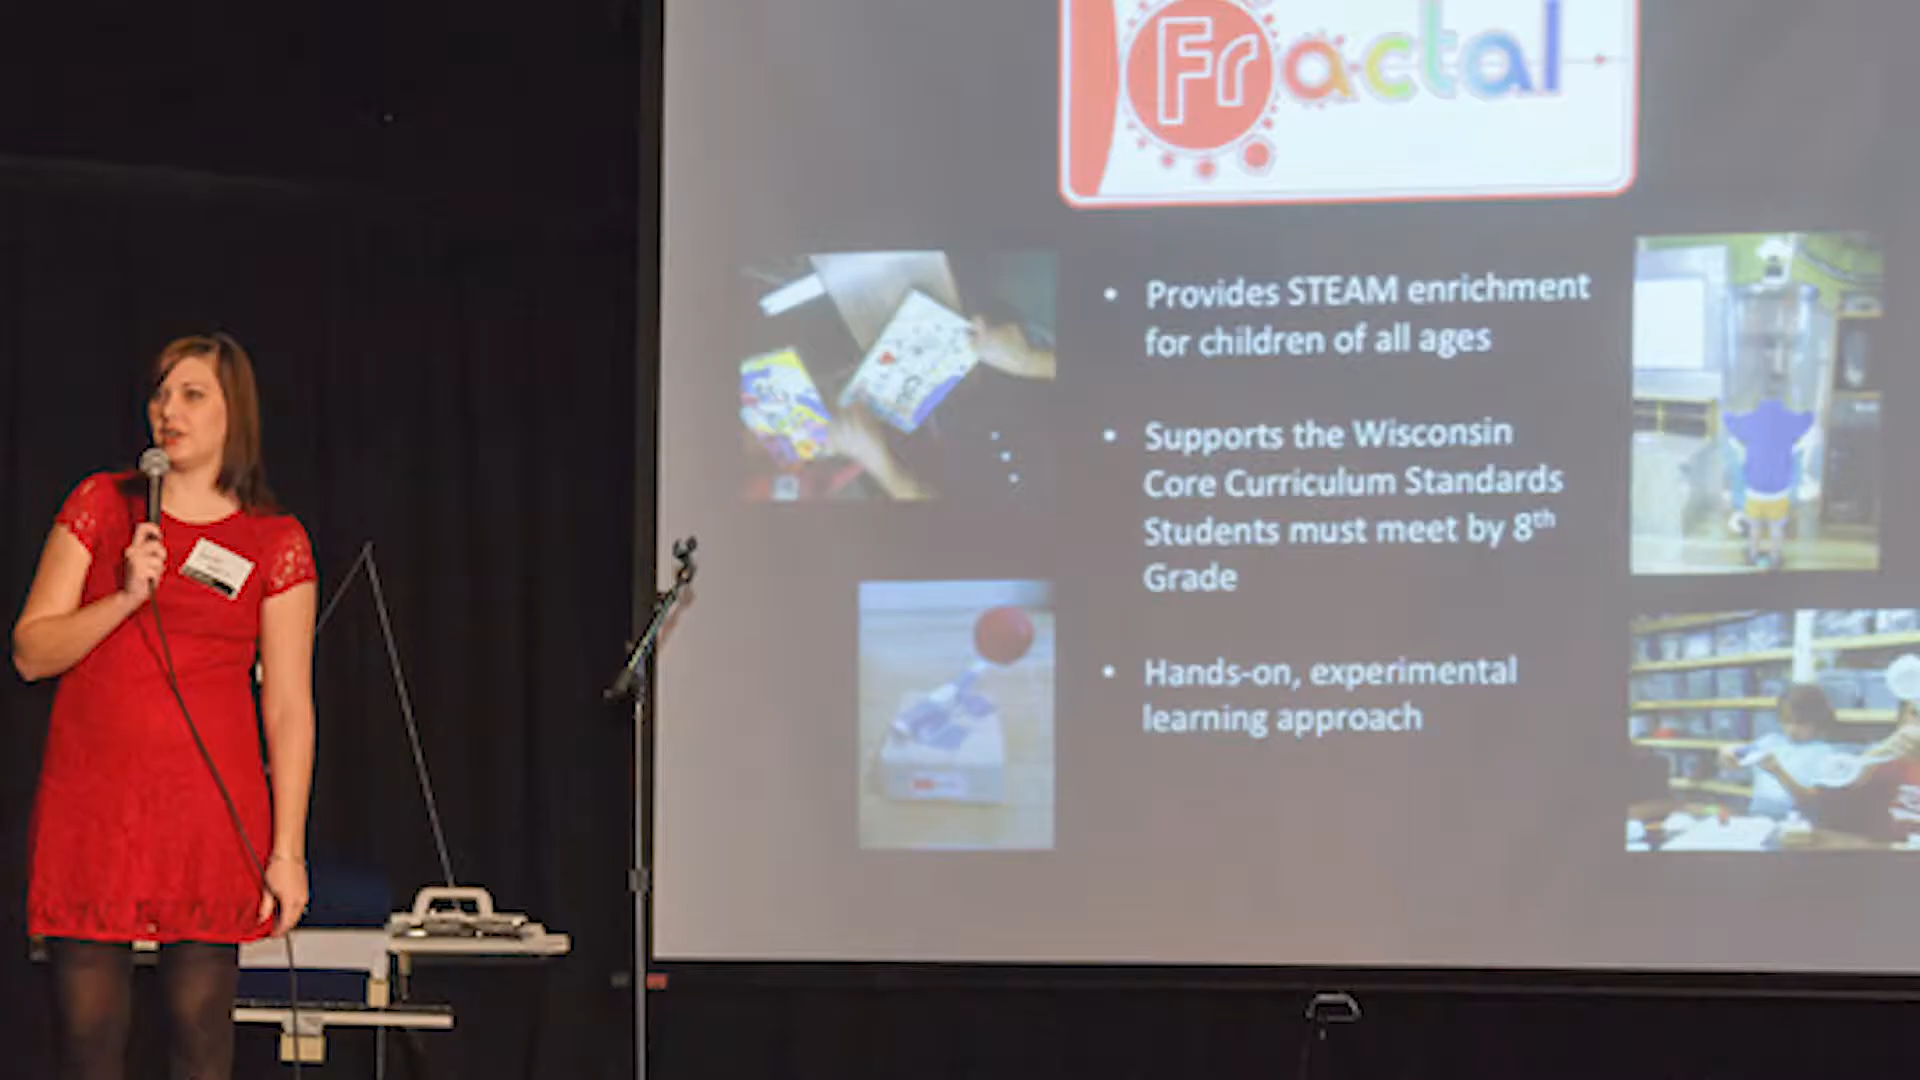 Fractal
• Provides STEAM enrichment
for children of all ages
• Supports the Wisconsin
Core Curriculum Standards
Students must meet by 8th
Grade
• Hands-on, experimental
learning approach